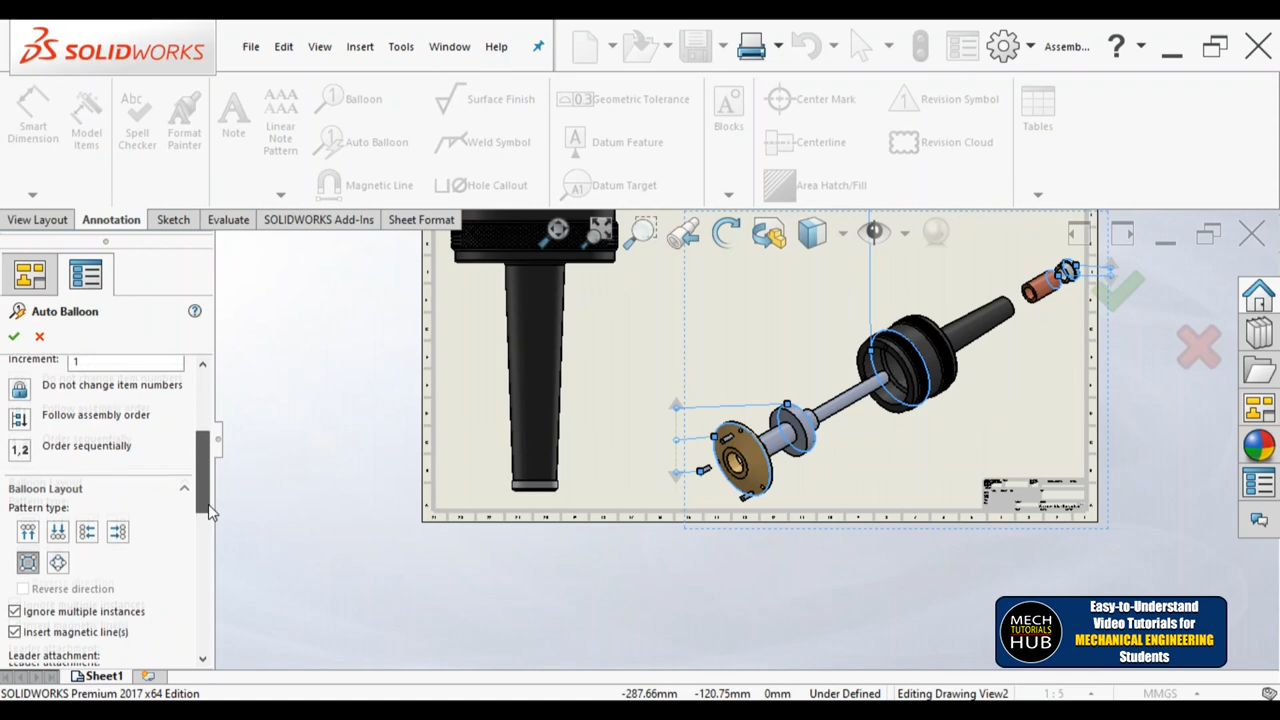 SOLIDWORKS
File Edit View Insert Tools Window Help
Assemb...
?
Smart Dimension
Model Items
Abc
Spell Checker
Format Painter
A
Note
AAA
AAA
Linear Note Pattern
Balloon
Auto Balloon
Magnetic Line
Surface Finish
Weld Symbol
Hole Callout
Geometric Tolerance
Datum Feature
Datum Target
Blocks
Center Mark
Centerline
Area Hatch/Fill
Revision Symbol
Revision Cloud
Tables
View Layout Annotation Sketch Evaluate SOLIDWORKS Add-Ins Sheet Format
Auto Balloon
Increment: 1
Do not change item numbers
Follow assembly order
1,2 Order sequentially
Balloon Layout
Pattern type:
Reverse direction
Ignore multiple instances
Insert magnetic line(s)
Leader attachment:
Sheet1
SOLIDWORKS Premium 2017 x64 Edition
-287.66mm -120.75mm 0mm Under Defined Editing Drawing View2 1 : 5 MMGS
MECH TUTORIALS HUB
Easy-to-Understand
Video Tutorials for
MECHANICAL ENGINEERING
Students